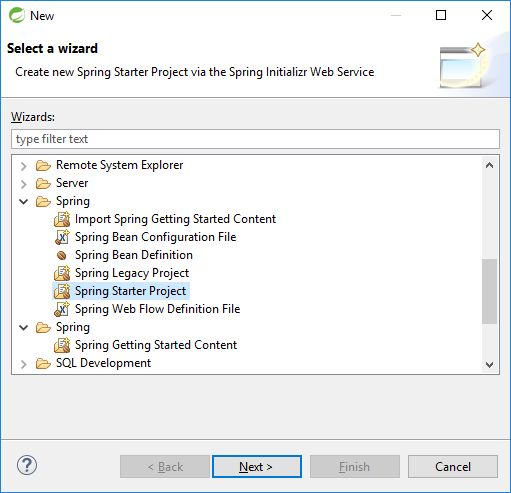 New
Select a wizard
Create new Spring Starter Project via the Spring Initializr Web Service
Wizards:
type filter text
Remote System Explorer
Server
Spring
Import Spring Getting Started Content
Spring Bean Configuration File
Spring Bean Definition
Spring Legacy Project
Spring Starter Project
Spring Web Flow Definition File
Spring
Spring Getting Started Content
SQL Development
? < Back Next > Finish Cancel